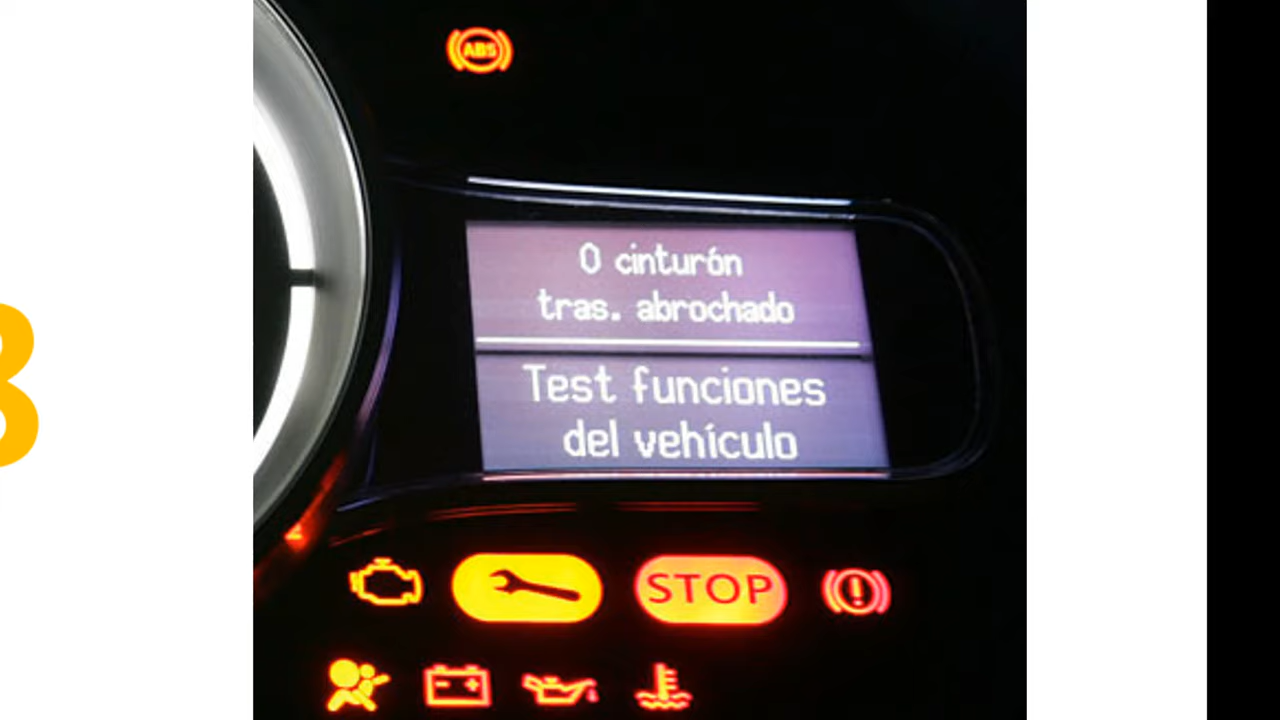 ABS
0 cinturón
tras. abrochado
Test funciones
del vehículo
STOP